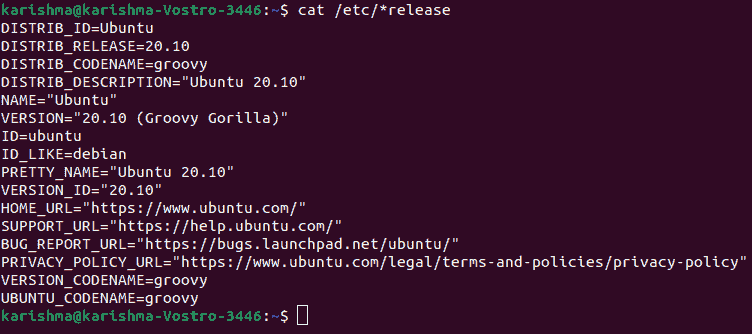 karishma@karishma-Vostro-3446:~$ cat /etc/*release
DISTRIB_ID=Ubuntu
DISTRIB_RELEASE=20.10
DISTRIB_CODENAME=groovy
DISTRIB_DESCRIPTION="Ubuntu 20.10"
NAME="Ubuntu"
VERSION="20.10 (Groovy Gorilla)"
ID=ubuntu
ID_LIKE=debian
PRETTY_NAME="Ubuntu 20.10"
VERSION_ID="20.10"
HOME_URL="https://www.ubuntu.com/"
SUPPORT_URL="https://help.ubuntu.com/"
BUG_REPORT_URL="https://bugs.launchpad.net/ubuntu/"
PRIVACY_POLICY_URL="https://www.ubuntu.com/legal/terms-and-policies/privacy-policy"
VERSION_CODENAME=groovy
UBUNTU_CODENAME=groovy
karishma@karishma-Vostro-3446:~$